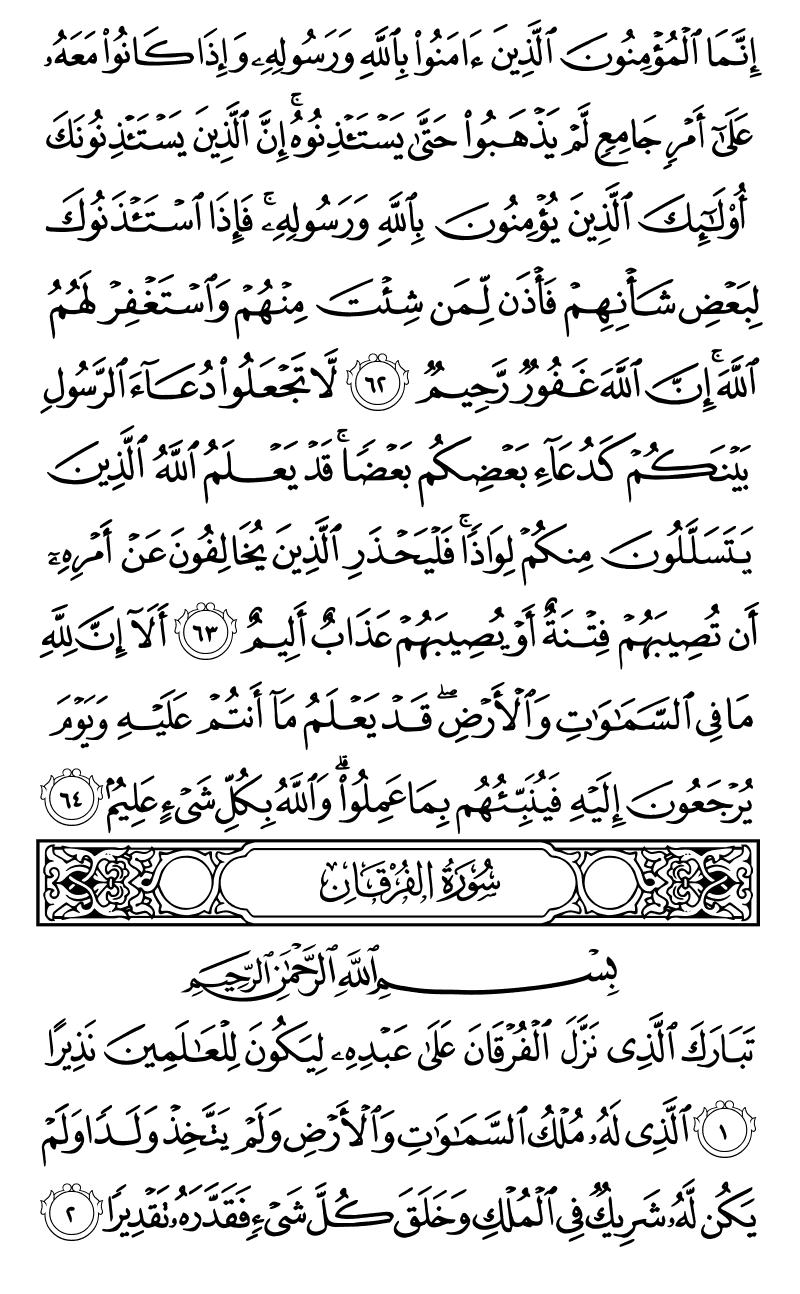 إِنَّمَا ٱلْمُؤْمِنُونَ ٱلَّذِينَ ءَامَنُوا۟ بِٱللَّهِ وَرَسُولِهِۦ وَإِذَا كَانُوا۟ مَعَهُۥ
عَلَىٰٓ أَمْرٍ جَامِعٍ لَّمْ يَذْهَبُوا۟ حَتَّىٰ يَسْتَـْٔذِنُوهُ ۚ إِنَّ ٱلَّذِينَ يَسْتَـْٔذِنُونَكَ
أُو۟لَـٰٓئِكَ ٱلَّذِينَ يُؤْمِنُونَ بِٱللَّهِ وَرَسُولِهِۦ ۚ فَإِذَا ٱسْتَـْٔذَنُوكَ
لِبَعْضِ شَأْنِهِمْ فَأْذَن لِّمَن شِئْتَ مِنْهُمْ وَٱسْتَغْفِرْ لَهُمُ
ٱللَّهَ ۚ إِنَّ ٱللَّهَ غَفُورٌ رَّحِيمٌ ٦٢ لَّا تَجْعَلُوا۟ دُعَآءَ ٱلرَّسُولِ
بَيْنَكُمْ كَدُعَآءِ بَعْضِكُم بَعْضًا ۚ قَدْ يَعْلَمُ ٱللَّهُ ٱلَّذِينَ
يَتَسَلَّلُونَ مِنكُمْ لِوَاذًا ۚ فَلْيَحْذَرِ ٱلَّذِينَ يُخَالِفُونَ عَنْ أَمْرِهِۦٓ
أَن تُصِيبَهُمْ فِتْنَةٌ أَوْ يُصِيبَهُمْ عَذَابٌ أَلِيمٌ ٦٣ أَلَآ إِنَّ لِلَّهِ
مَا فِى ٱلسَّمَـٰوَٰتِ وَٱلْأَرْضِ ۖ قَدْ يَعْلَمُ مَآ أَنتُمْ عَلَيْهِ وَيَوْمَ
يُرْجَعُونَ إِلَيْهِ فَيُنَبِّئُهُم بِمَا عَمِلُوا۟ ۗ وَٱللَّهُ بِكُلِّ شَىْءٍ عَلِيمٌۢ ٦٤
سُورَةُ الفُرْقَانِ
بِسْمِ ٱللَّهِ ٱلرَّحْمَـٰنِ ٱلرَّحِيمِ
تَبَارَكَ ٱلَّذِى نَزَّلَ ٱلْفُرْقَانَ عَلَىٰ عَبْدِهِۦ لِيَكُونَ لِلْعَـٰلَمِينَ نَذِيرًا
١ ٱلَّذِى لَهُۥ مُلْكُ ٱلسَّمَـٰوَٰتِ وَٱلْأَرْضِ وَلَمْ يَتَّخِذْ وَلَدًا وَلَمْ
يَكُن لَّهُۥ شَرِيكٌ فِى ٱلْمُلْكِ وَخَلَقَ كُلَّ شَىْءٍ فَقَدَّرَهُۥ تَقْدِيرًا ٢